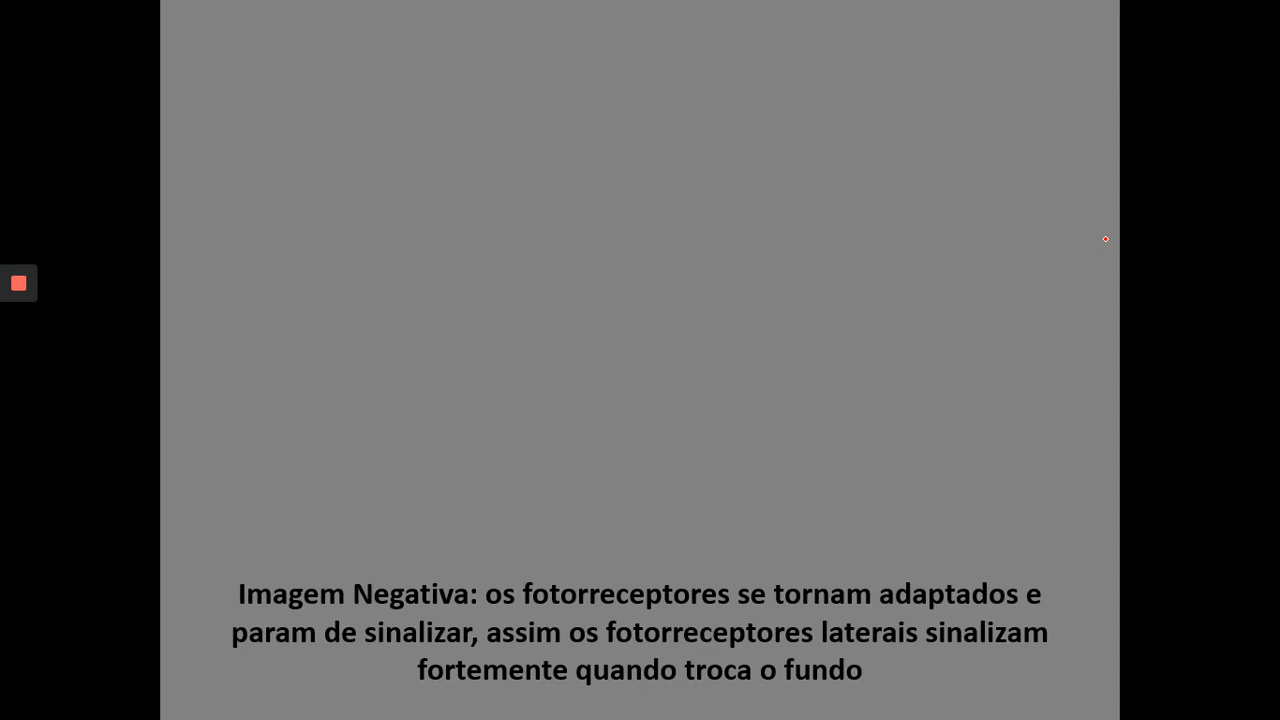 Imagem Negativa: os fotorreceptores se tornam adaptados e
param de sinalizar, assim os fotorreceptores laterais sinalizam
fortemente quando troca o fundo